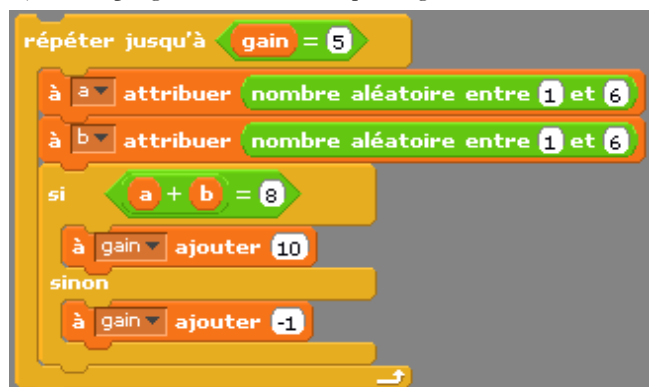 répéter jusqu'à gain = 5
à a attribuer nombre aléatoire entre 1 et 6
à b attribuer nombre aléatoire entre 1 et 6
si a + b = 8
à gain ajouter 10
sinon
à gain ajouter -1